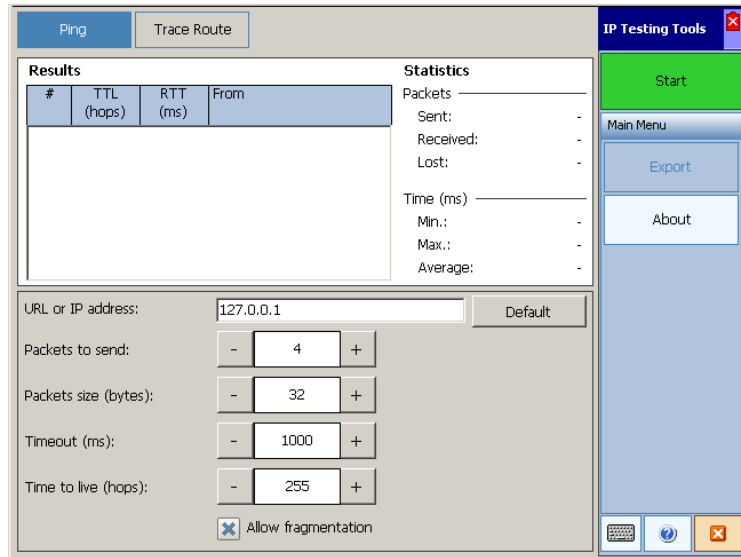 Ping
Trace Route
Results
# TTL (hops) RTT (ms) From
Statistics
Packets
Sent: -
Received: -
Lost: -
Time (ms)
Min.: -
Max.: -
Average: -
URL or IP address: 127.0.0.1 Default
Packets to send: - 4 +
Packets size (bytes): - 32 +
Timeout (ms): - 1000 +
Time to live (hops): - 255 +
Allow fragmentation
IP Testing Tools
Start
Main Menu
Export
About